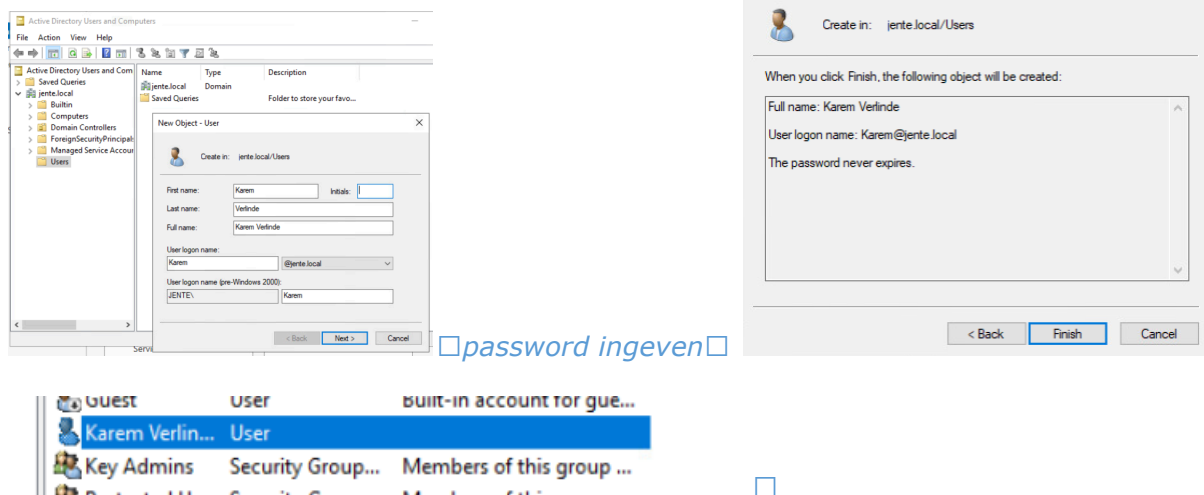 Active Directory Users and Computers
File Action View Help
Active Directory Users and Com
Saved Queries
jente.local
Builtin
Computers
Domain Controllers
ForeignSecurityPrincipal
Managed Service Accour
Users
Name Type Description
jente.local Domain
Saved Queries Folder to store your favo...
New Object - User
Create in: jente.local/Users
First name: Karem Initials:
Last name: Verlinde
Full name: Karem Verlinde
User logon name:
Karem @jente.local
User logon name (pre-Windows 2000):
JENTE\ Karem
< Back Next > Cancel
Servi
□password ingeven□
Create in: jente.local/Users
When you click Finish, the following object will be created:
Full name: Karem Verlinde
User logon name: Karem@jente.local
The password never expires.
< Back Finish Cancel
Guest User Built-in account for gue...
Karem Verlin... User
Key Admins Security Group... Members of this group ...
□